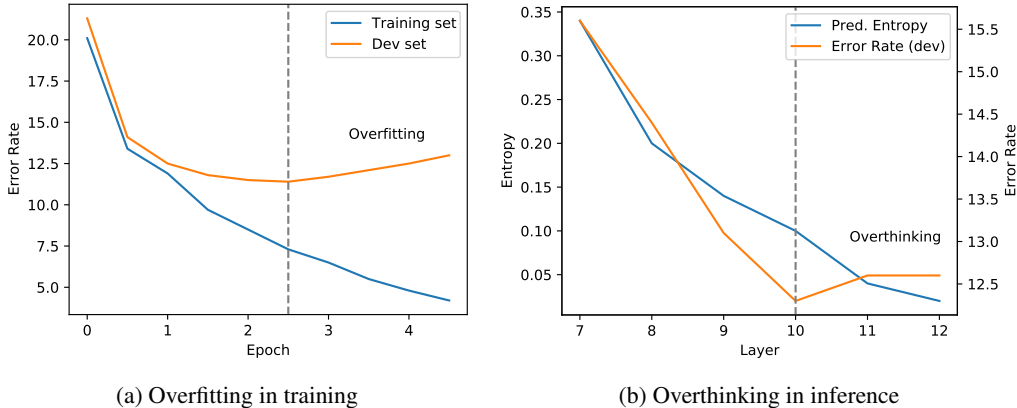 Training set
Dev set
Overfitting
Error Rate
20.0
17.5
15.0
12.5
10.0
7.5
5.0
0 1 2 3 4
Epoch
(a) Overfitting in training
Pred. Entropy
Error Rate (dev)
Overthinking
Entropy
0.35
0.30
0.25
0.20
0.15
0.10
0.05
15.5
15.0
14.5
14.0
13.5
13.0
12.5
Error Rate
7 8 9 10 11 12
Layer
(b) Overthinking in inference